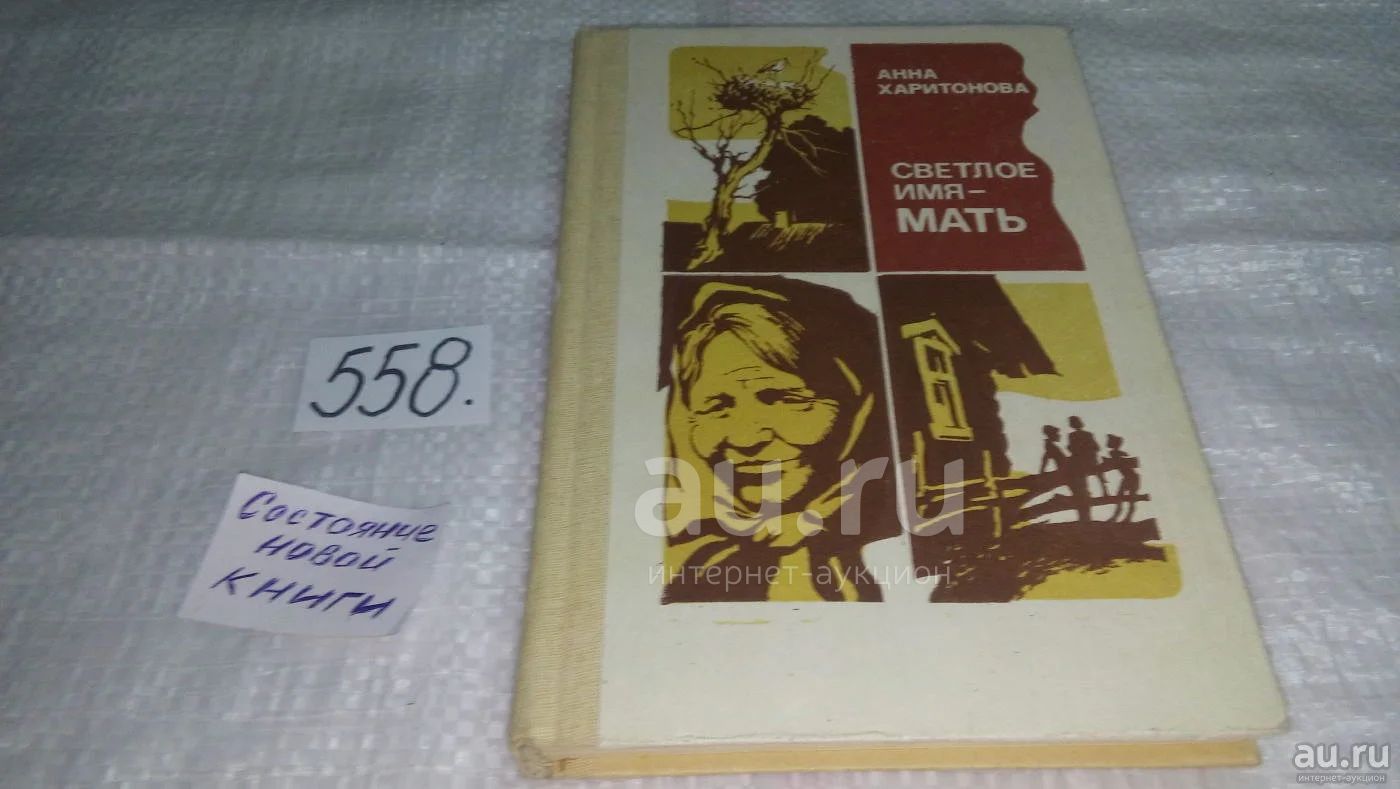 АННА
ХАРИТОНОВА
СВЕТЛОЕ
ИМЯ –
МАТЬ
558.
Состояние
новой
книги
au.ru
интернет-аукцион
au.ru
интернет-аукцион